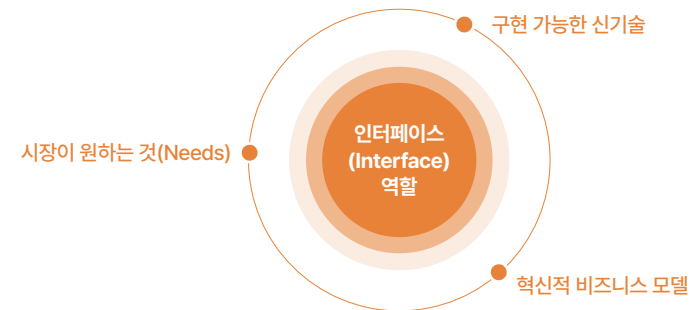 구현 가능한 신기술
인터페이스
(Interface)
역할
시장이 원하는 것(Needs)
혁신적 비즈니스 모델